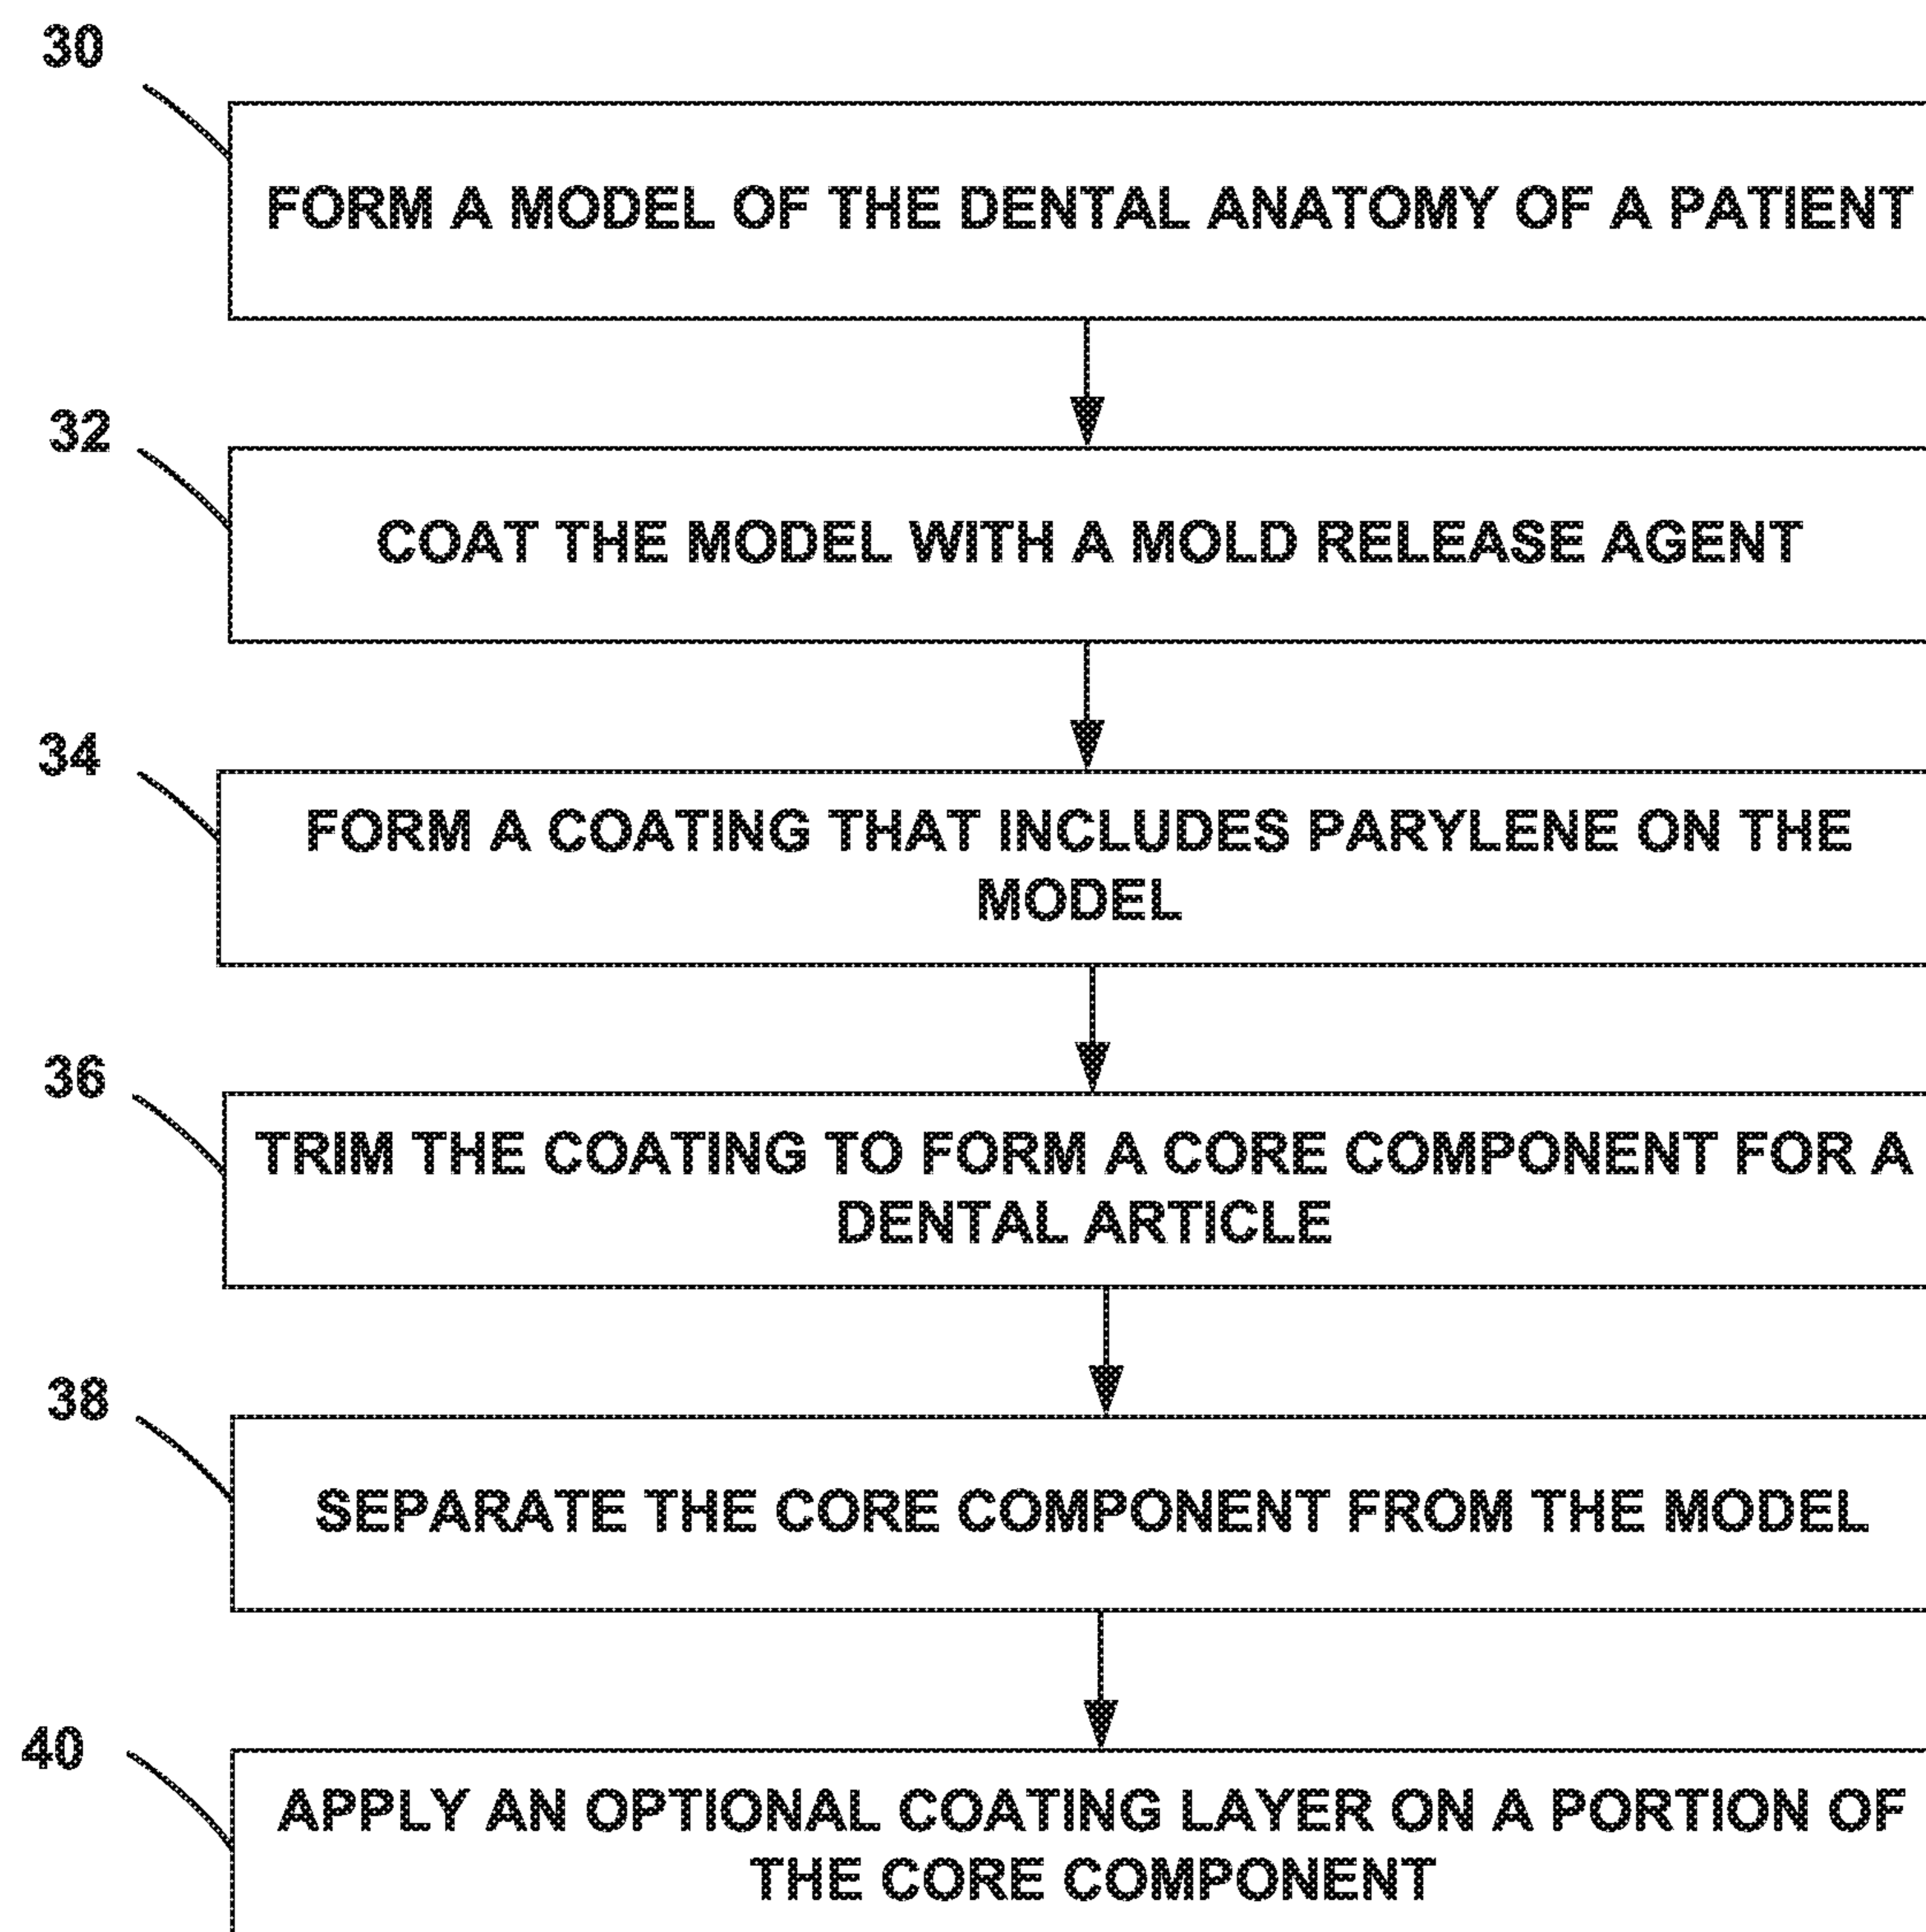 30
FORM A MODEL OF THE DENTAL ANATOMY OF A PATIENT
32
COAT THE MODEL WITH A MOLD RELEASE AGENT
34
FORM A COATING THAT INCLUDES PARYLENE ON THE
MODEL
36
TRIM THE COATING TO FORM A CORE COMPONENT FOR A
DENTAL ARTICLE
38
SEPARATE THE CORE COMPONENT FROM THE MODEL
40
APPLY AN OPTIONAL COATING LAYER ON A PORTION OF
THE CORE COMPONENT